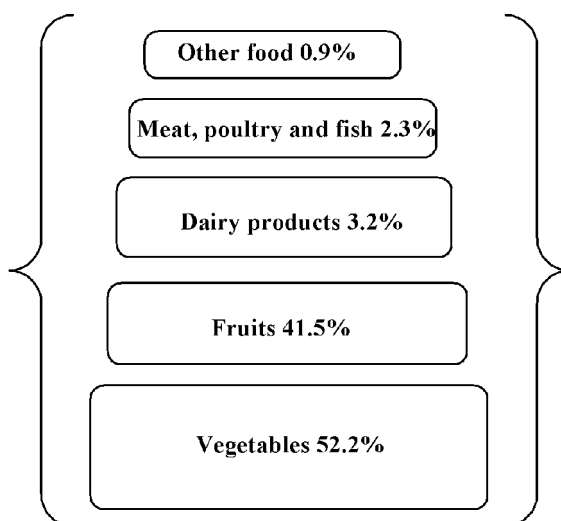 Other food 0.9%
Meat, poultry and fish 2.3%
Dairy products 3.2%
Fruits 41.5%
Vegetables 52.2%